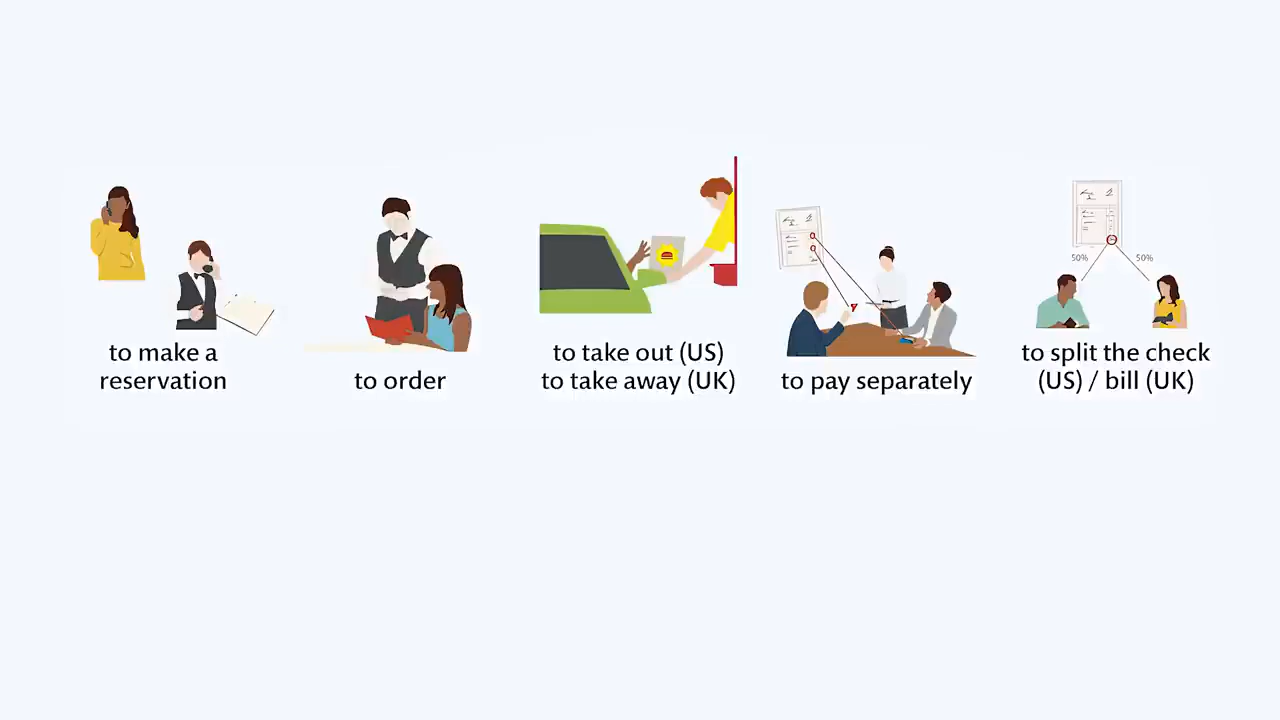 50%
50%
to make a
reservation
to order
to take out (US)
to take away (UK)
to pay separately
to split the check
(US) / bill (UK)